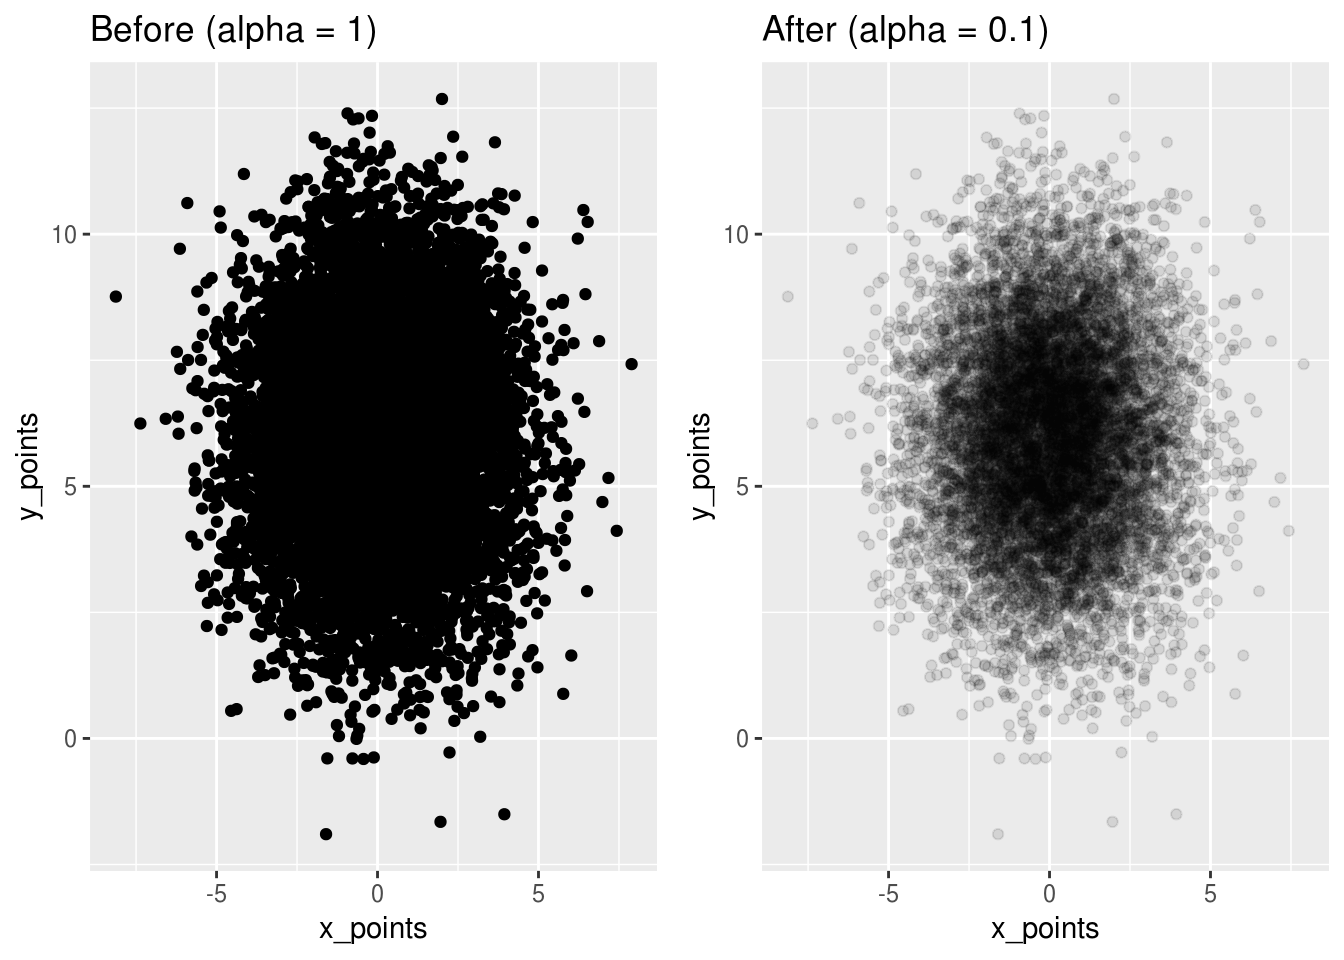 Before (alpha = 1)
10
5
0
-5
0
5
x_points
y_points
After (alpha = 0.1)
10
5
0
-5
0
5
x_points
y_points